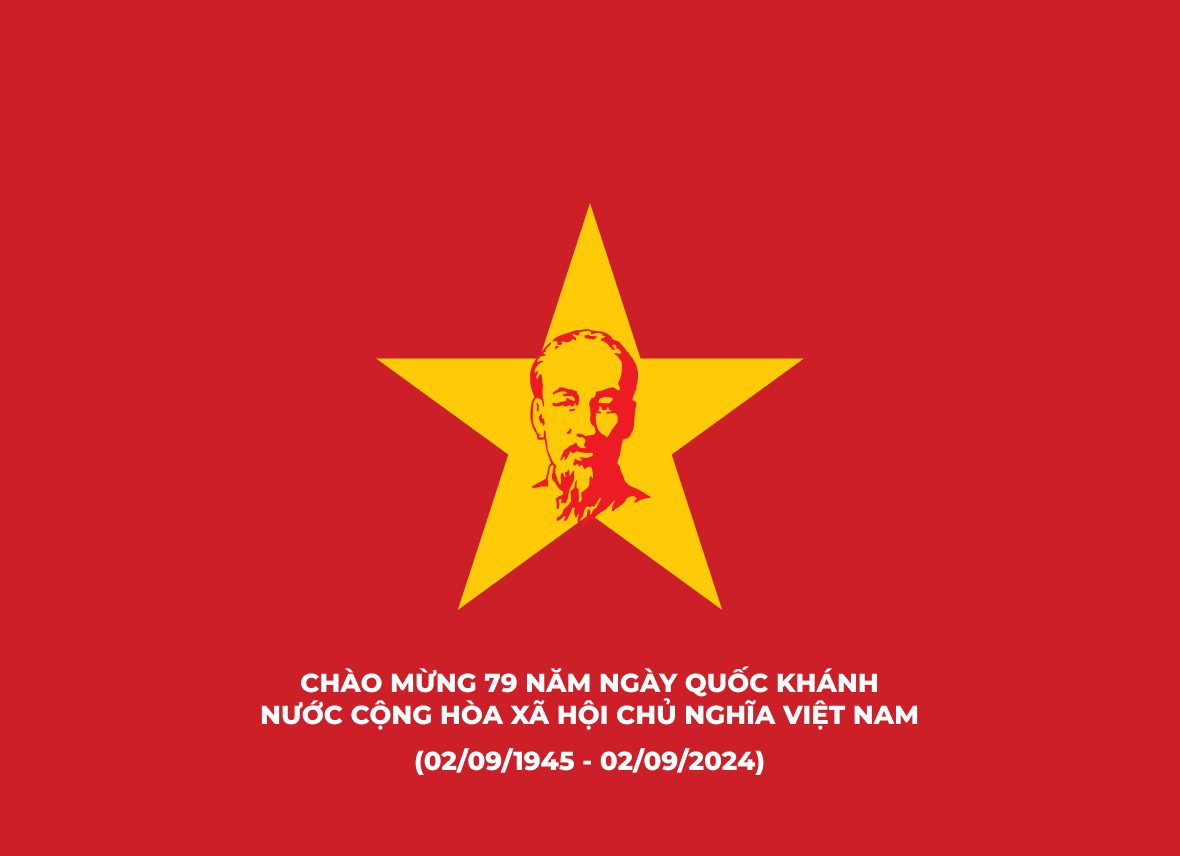 CHÀO MỪNG 79 NĂM NGÀY QUỐC KHÁNH
NƯỚC CỘNG HÒA XÃ HỘI CHỦ NGHĨA VIỆT NAM
(02/09/1945 - 02/09/2024)